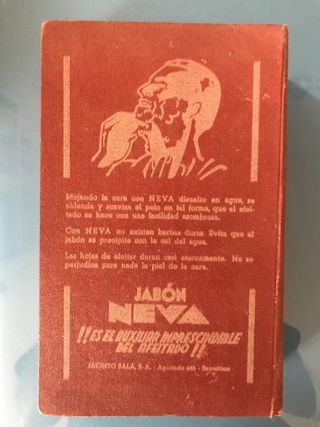 Mojando la cara con NEVA disuelto en agua, se
ablanda y suaviza el pelo en tal forma, que el afei-
tado se hace con una facilidad asombrosa.
Con NEVA no existen barbas duras. Evita que el
jabón se precipite con la cal del agua.
Las hojas de afeitar duran casi eternamente. No se
perjudica para nada la piel de la cara.
JABÓN
NEVA
!!ES EL AUXILIAR IMPRESCINDIBLE
DEL AFEITADO!!
JACINTO SALA, S. A. - Apartado 685 - Barcelona